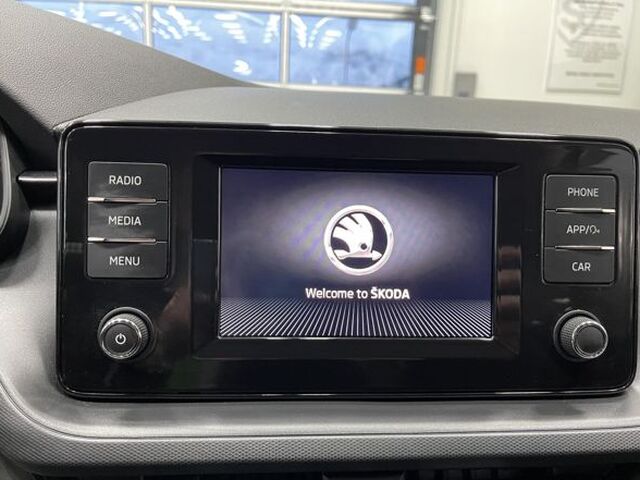 RADIO
MEDIA
MENU
Welcome to ŠKODA
PHONE
APP/
CAR